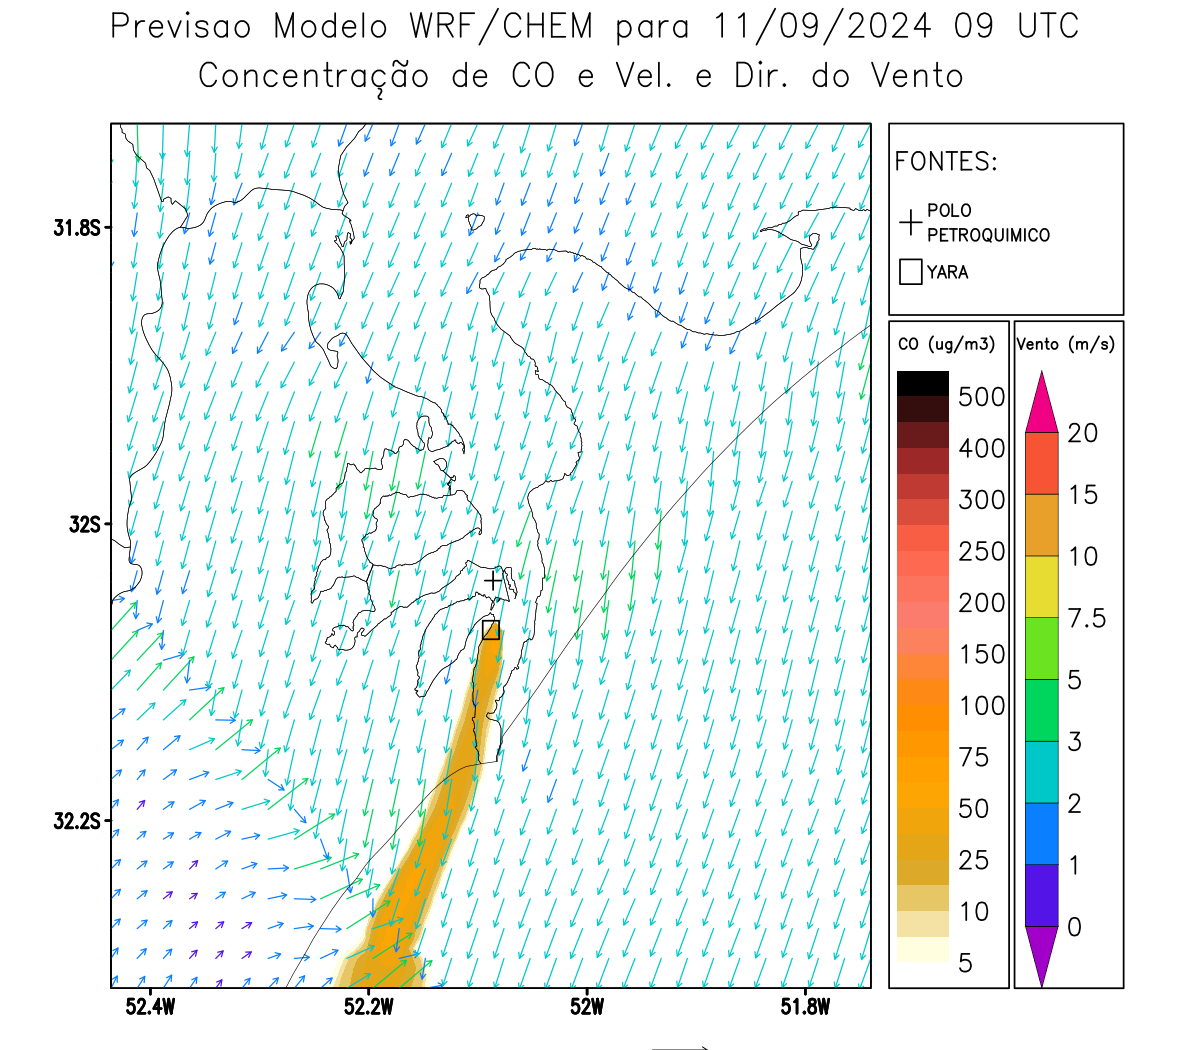 Previsao Modelo WRF/CHEM para 11/09/2024 09 UTC
Concentração de CO e Vel. e Dir. do Vento
FONTES:
POLO
PETROQUIMICO
YARA
CO (ug/m3)
500
400
300
250
200
150
100
75
50
25
10
5
Vento (m/s)
20
15
10
7.5
5
3
2
1
0
31.8S
32S
32.2S
52.4W
52.2W
52W
51.8W